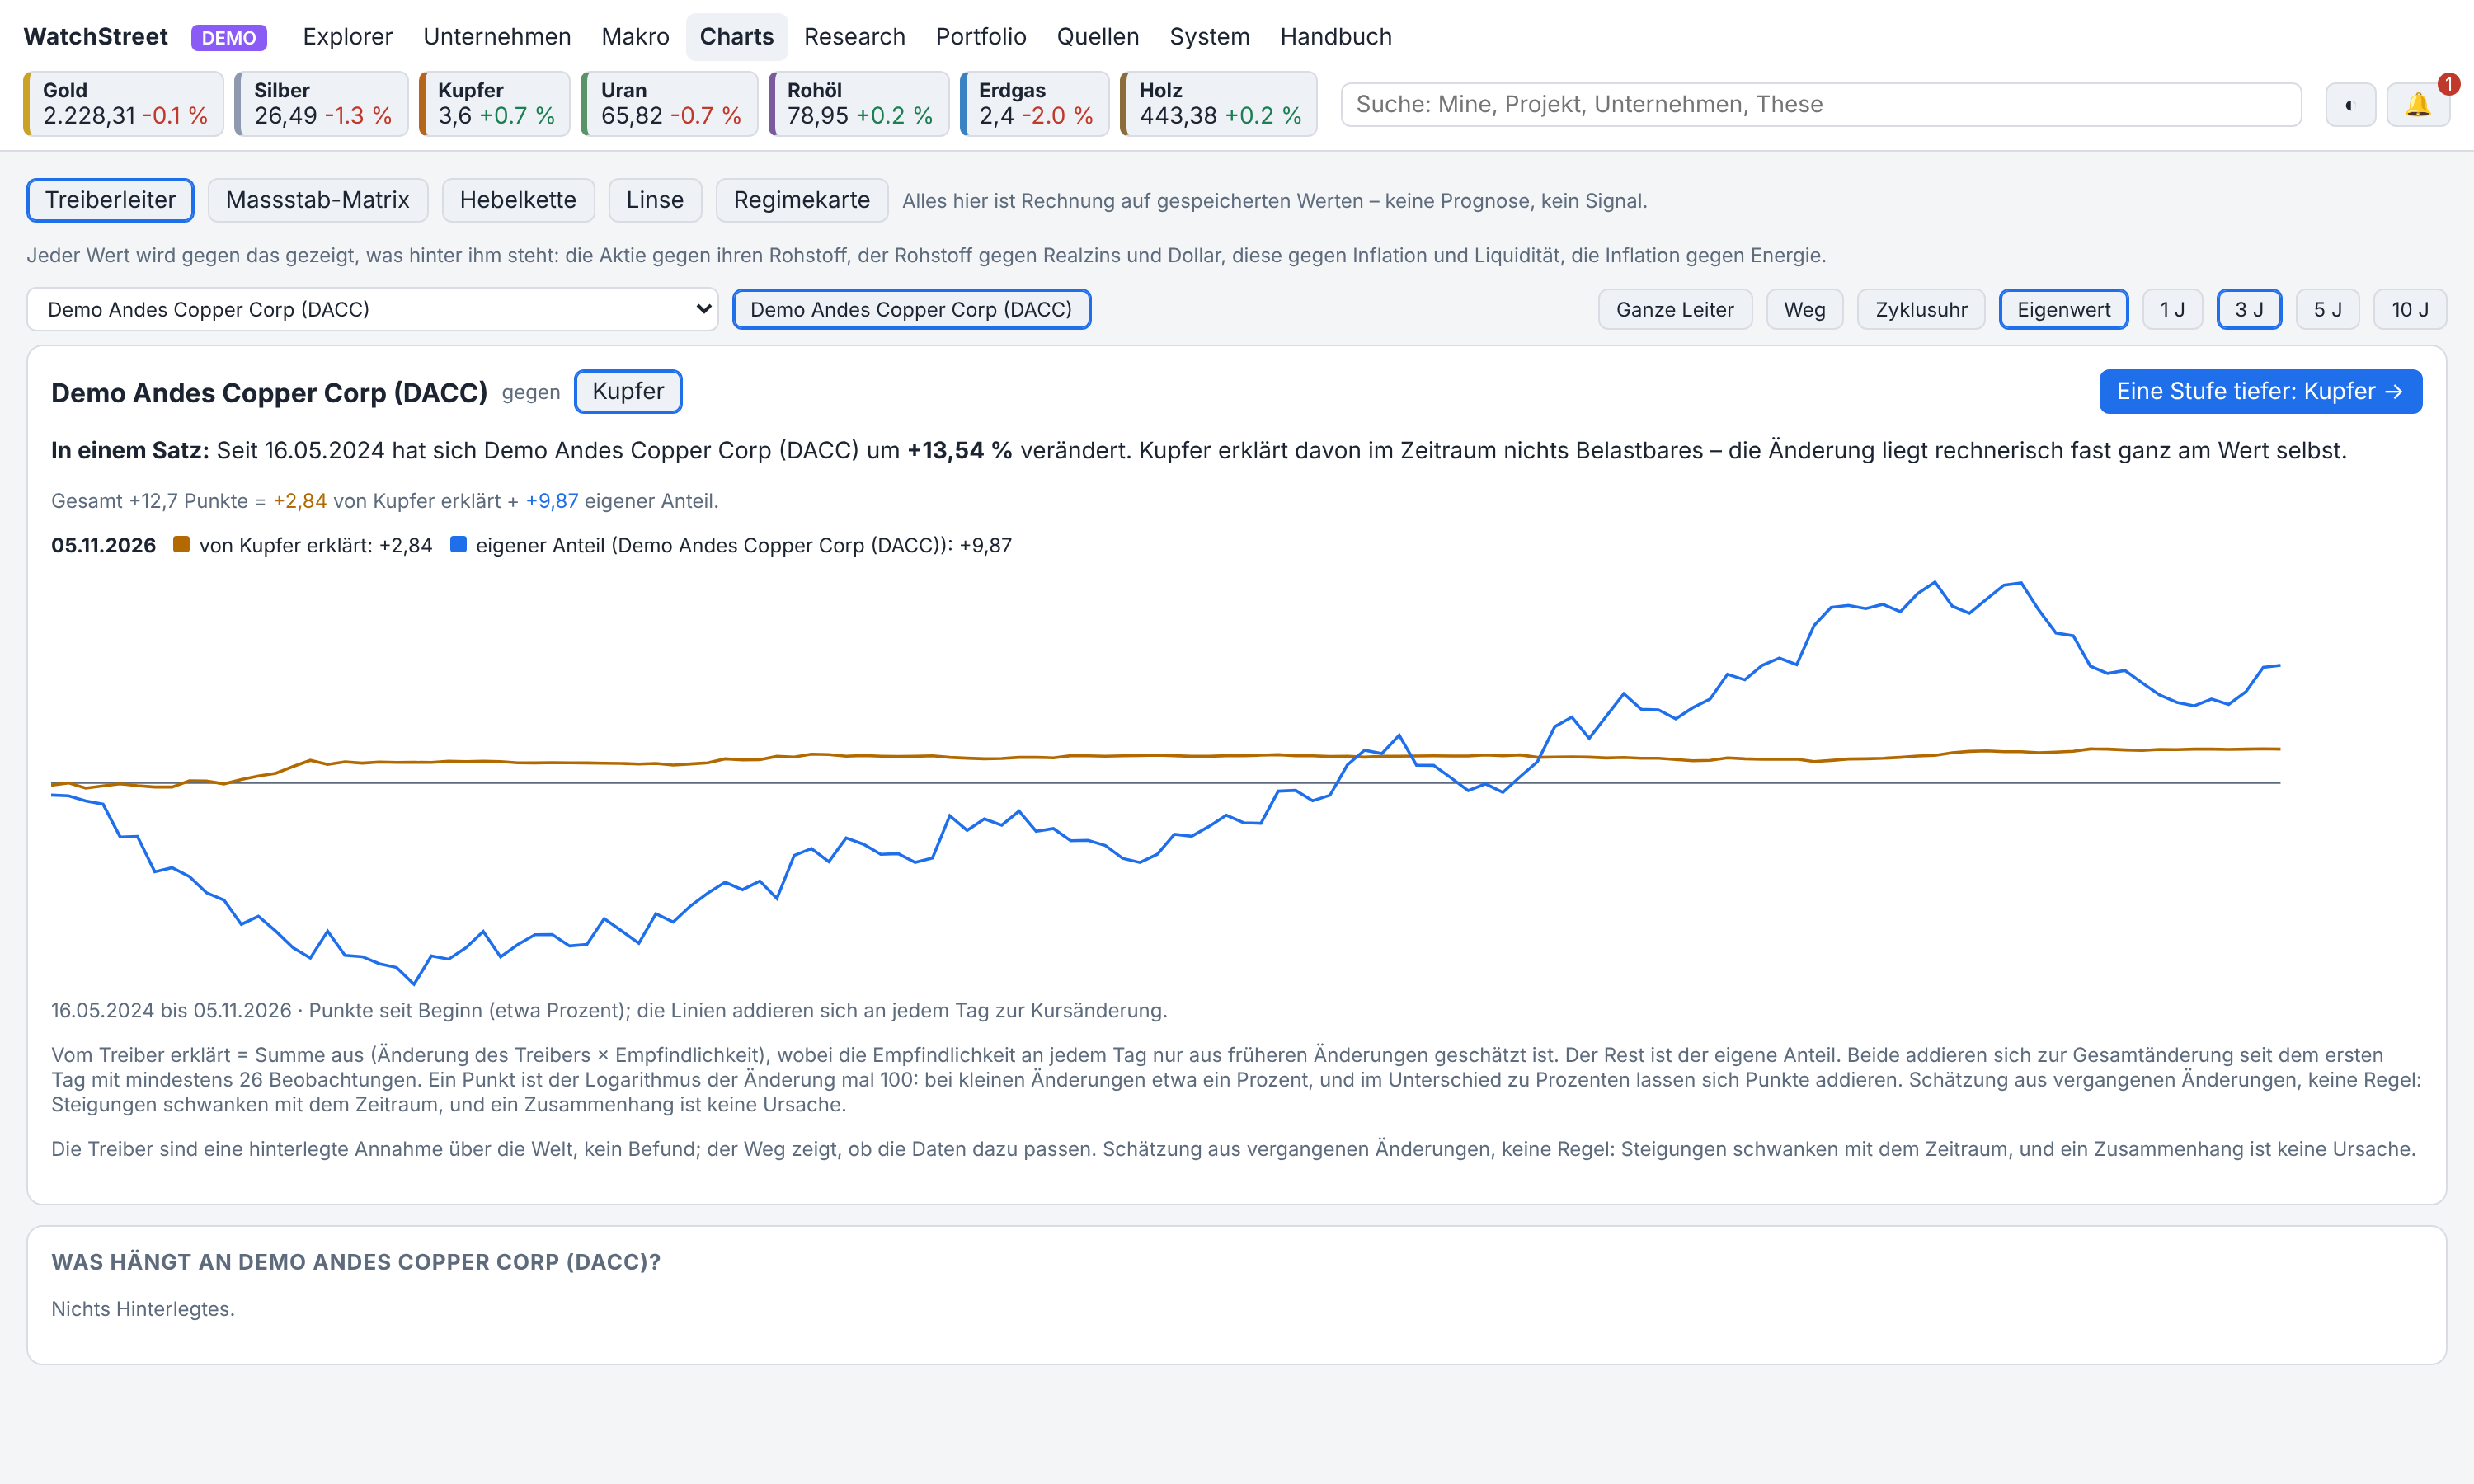 WatchStreet DEMO Explorer Unternehmen Makro Charts Research Portfolio Quellen System Handbuch
Gold Silber Kupfer Uran Rohöl Erdgas Holz
2.228,31 -0.1 % 26,49 -1.3 % 3,6 +0.7 % 65,82 -0.7 % 78,95 +0.2 % 2,4 -2.0 % 443,38 +0.2 % Suche: Mine, Projekt, Unternehmen, These 1
Treiberleiter Massstab-Matrix Hebelkette Linse Regimekarte Alles hier ist Rechnung auf gespeicherten Werten – keine Prognose, kein Signal.
Jeder Wert wird gegen das gezeigt, was hinter ihm steht: die Aktie gegen ihren Rohstoff, der Rohstoff gegen Realzins und Dollar, diese gegen Inflation und Liquidität, die Inflation gegen Energie.
Demo Andes Copper Corp (DACC) Demo Andes Copper Corp (DACC) Ganze Leiter Weg Zyklusuhr Eigenwert 1 J 3 J 5 J 10 J
Demo Andes Copper Corp (DACC) gegen Kupfer Eine Stufe tiefer: Kupfer →
In einem Satz: Seit 16.05.2024 hat sich Demo Andes Copper Corp (DACC) um +13,54 % verändert. Kupfer erklärt davon im Zeitraum nichts Belastbares – die Änderung liegt rechnerisch fast ganz am Wert selbst.
Gesamt +12,7 Punkte = +2,84 von Kupfer erklärt + +9,87 eigener Anteil.
05.11.2026 von Kupfer erklärt: +2,84 eigener Anteil (Demo Andes Copper Corp (DACC)): +9,87
16.05.2024 bis 05.11.2026 · Punkte seit Beginn (etwa Prozent); die Linien addieren sich an jedem Tag zur Kursänderung.
Vom Treiber erklärt = Summe aus (Änderung des Treibers × Empfindlichkeit), wobei die Empfindlichkeit an jedem Tag nur aus früheren Änderungen geschätzt ist. Der Rest ist der eigene Anteil. Beide addieren sich zur Gesamtänderung seit dem ersten
Tag mit mindestens 26 Beobachtungen. Ein Punkt ist der Logarithmus der Änderung mal 100: bei kleinen Änderungen etwa ein Prozent, und im Unterschied zu Prozenten lassen sich Punkte addieren. Schätzung aus vergangenen Änderungen, keine Regel:
Steigungen schwanken mit dem Zeitraum, und ein Zusammenhang ist keine Ursache.
Die Treiber sind eine hinterlegte Annahme über die Welt, kein Befund; der Weg zeigt, ob die Daten dazu passen. Schätzung aus vergangenen Änderungen, keine Regel: Steigungen schwanken mit dem Zeitraum, und ein Zusammenhang ist keine Ursache.
WAS HÄNGT AN DEMO ANDES COPPER CORP (DACC)?
Nichts Hinterlegtes.